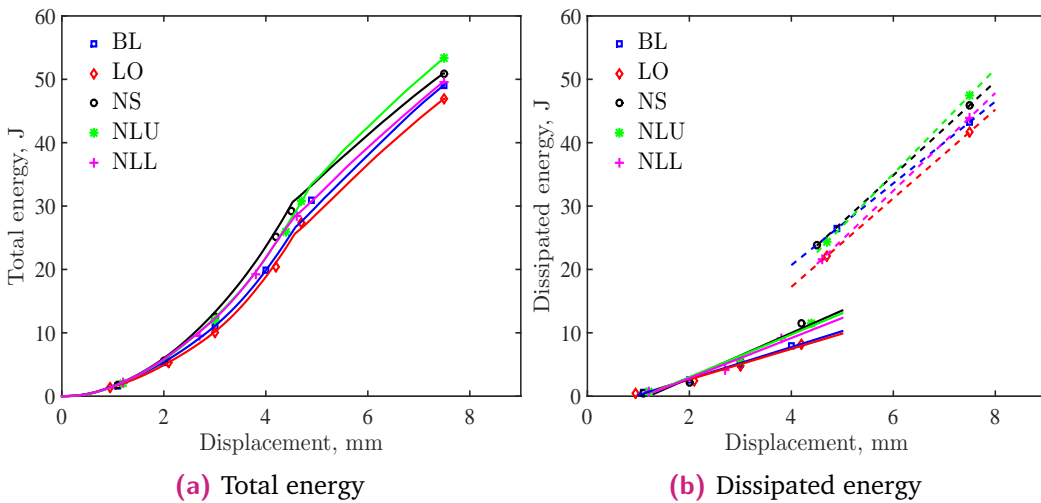 60
50
40
30
20
10
0
0 2 4 6 8
Total energy, J
Displacement, mm
BL
LO
NS
NLU
NLL
(a) Total energy
60
50
40
30
20
10
0
0 2 4 6 8
Dissipated energy, J
Displacement, mm
BL
LO
NS
NLU
NLL
(b) Dissipated energy